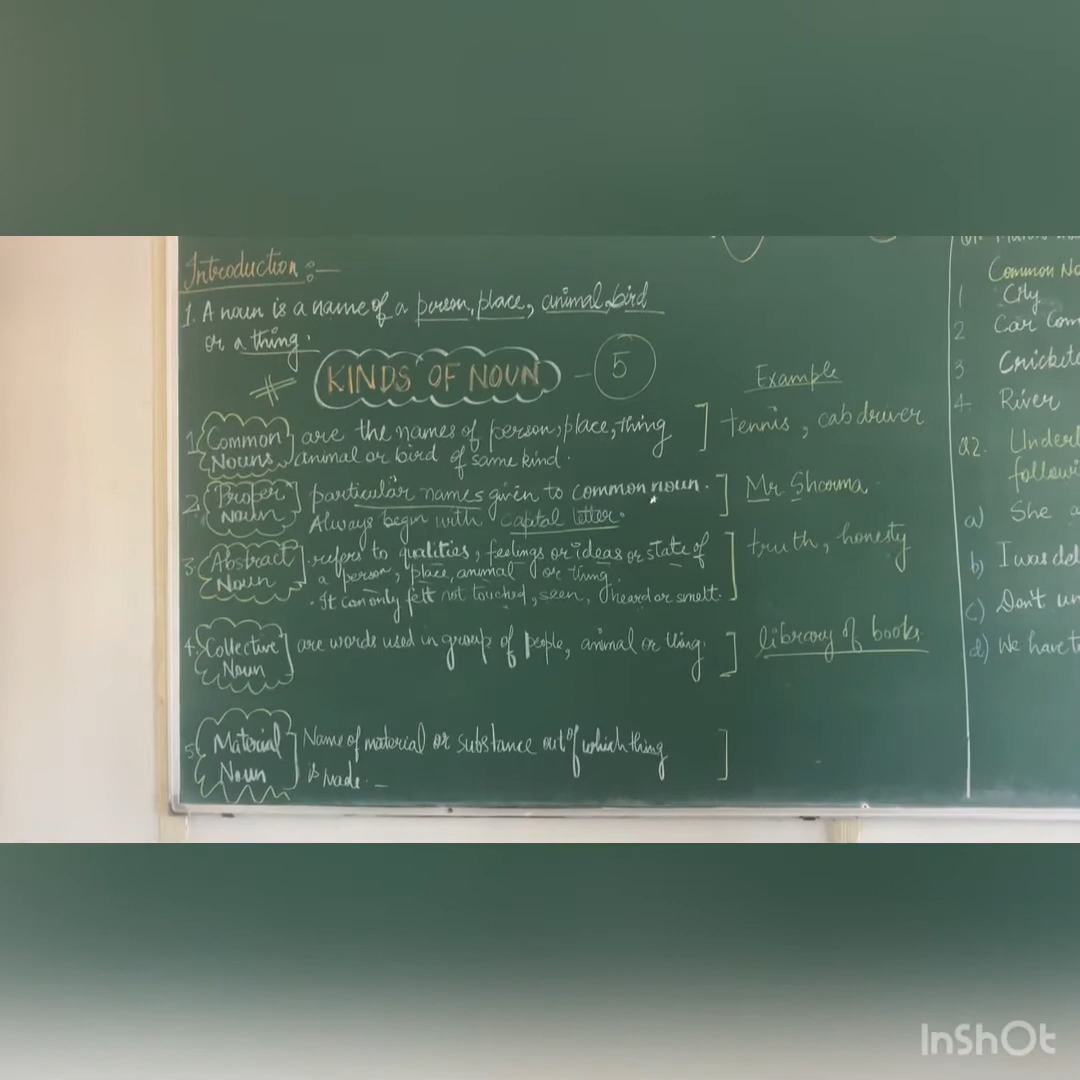 Introduction :—
1. A noun is a name of a person, place, animal, bird
or a thing.
KINDS OF NOUN - 5
Example
1. Common Nouns are the names of person, place, thing
animal or bird of same kind.
tennis, cab driver
2. Proper Noun particular names given to common noun.
Always begin with capital letter.
Mr. Sharma
3. Abstract Noun . refers to qualities, feelings or ideas or state of
a person, place, animal or thing.
. It can only felt not touched, seen, heard or smelt.
truth, honesty
4. Collective Noun are words used in group of people, animal or thing.
library of books
5. Material Noun Name of material or substance out of which thing
is made. –
Common No
1 City
2 Car Com
3 Cricket
4. River
Q2. Underl
followi
a) She a
b) I was del
c) Don't un
d) We have t
InShOt